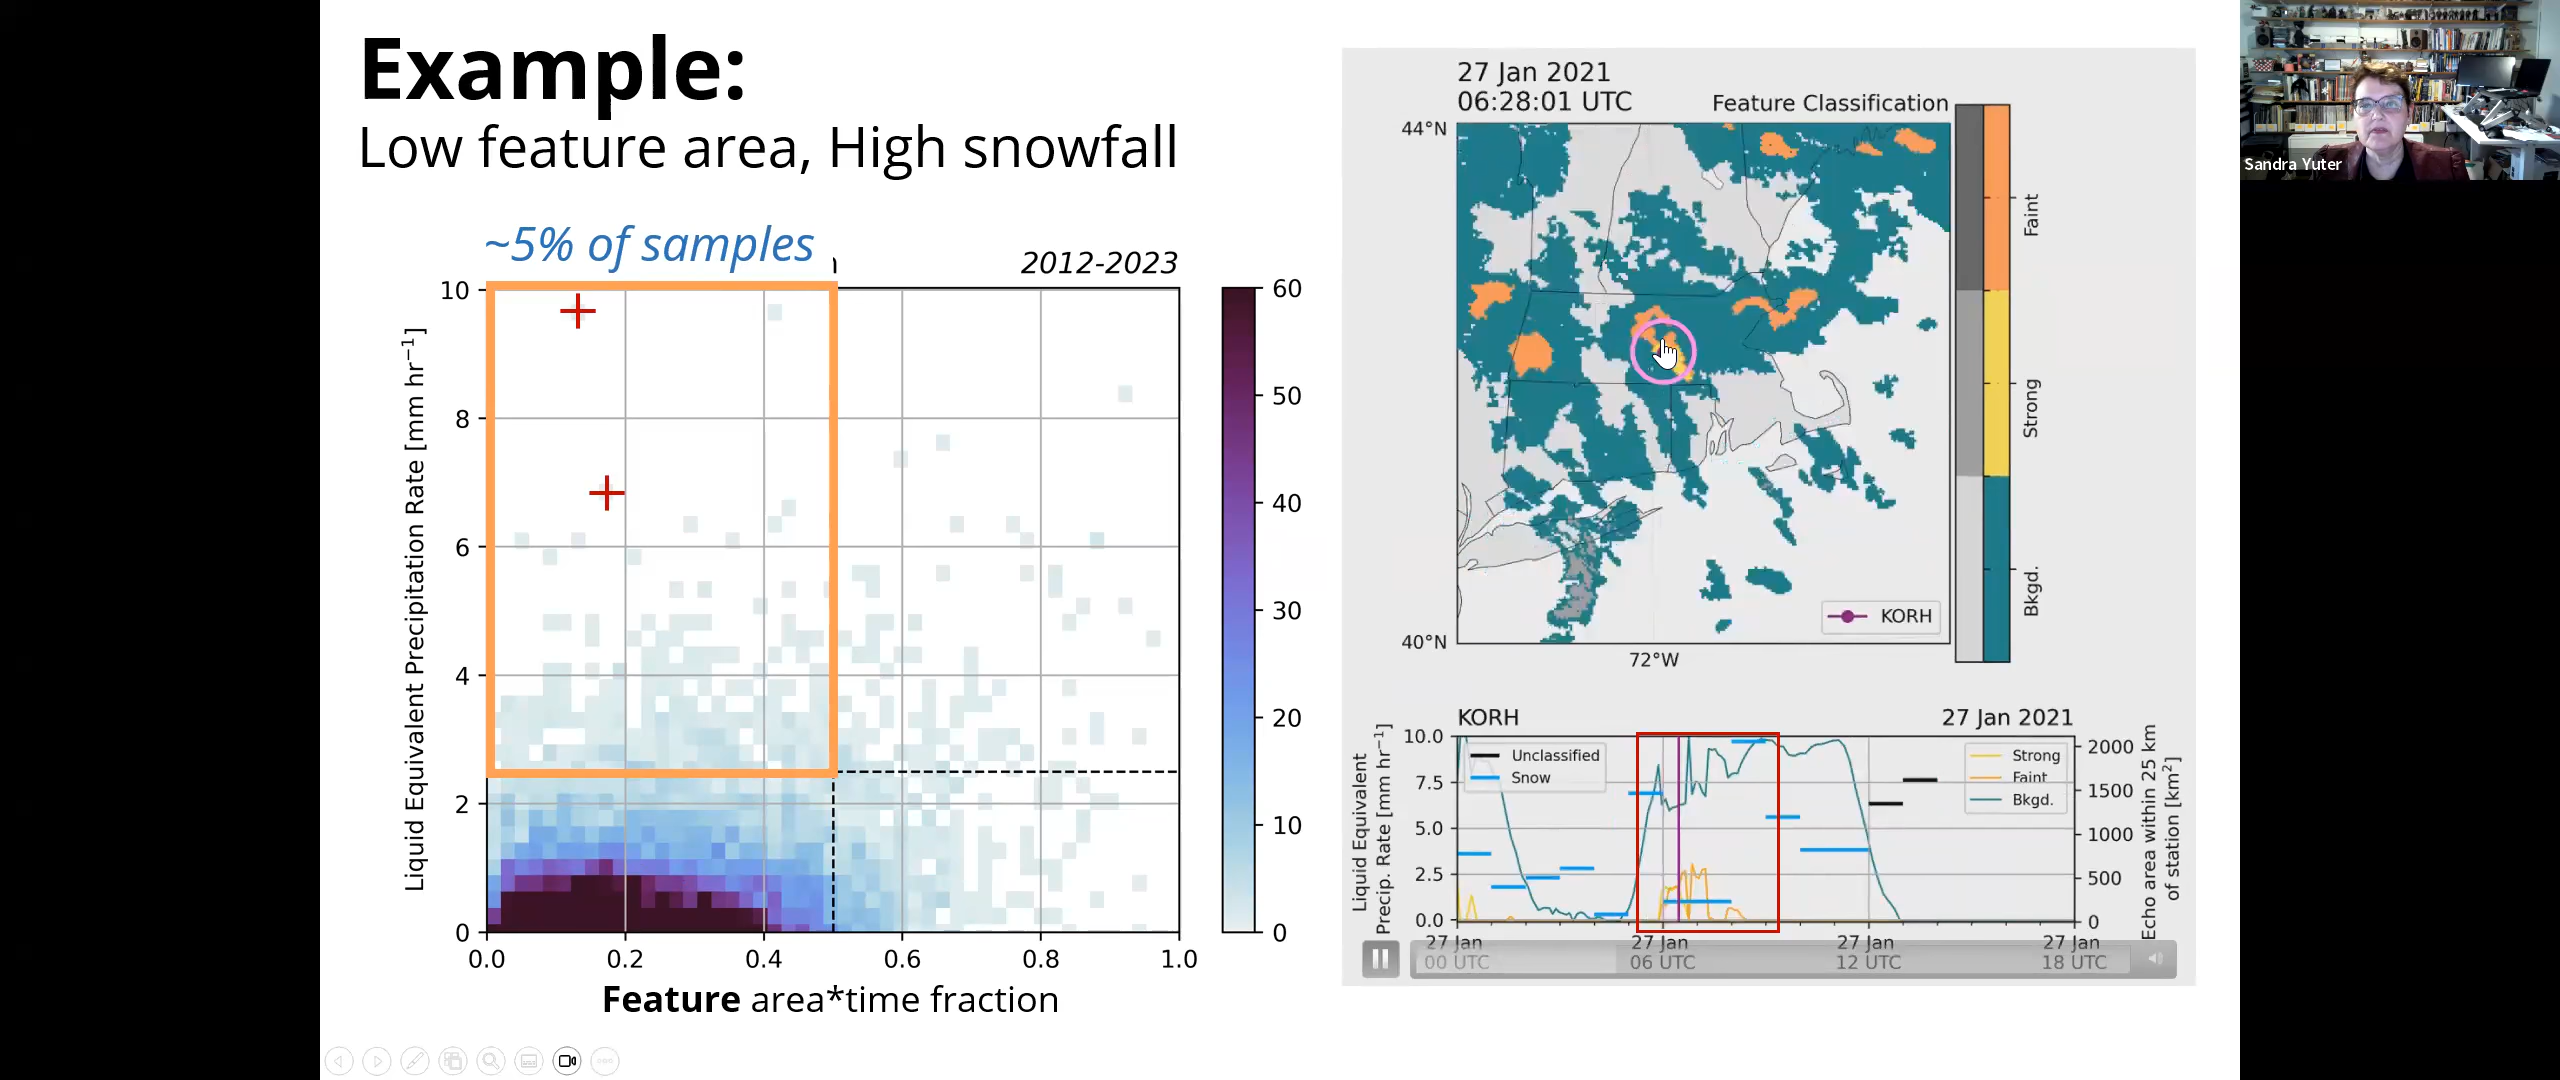 Example:
Low feature area, High snowfall
~5% of samples
2012-2023
10
8
6
4
2
0
Liquid Equivalent Precipitation Rate [mm hr⁻¹]
0.0 0.2 0.4 0.6 0.8 1.0
Feature area*time fraction
60
50
40
30
20
10
0
27 Jan 2021
06:28:01 UTC
Feature Classification
44°N
40°N
72°W
KORH
Faint
Strong
Bkgd.
KORH
27 Jan 2021
Liquid Equivalent
Precip. Rate [mm hr⁻¹]
10.0
7.5
5.0
2.5
0.0
Unclassified
Snow
Strong
Faint
Bkgd.
2000
1500
1000
500
0
Echo area within 25 km
of station [km²]
27 Jan 27 Jan 27 Jan 27 Jan
00 UTC 06 UTC 12 UTC 18 UTC
Sandra Yuter